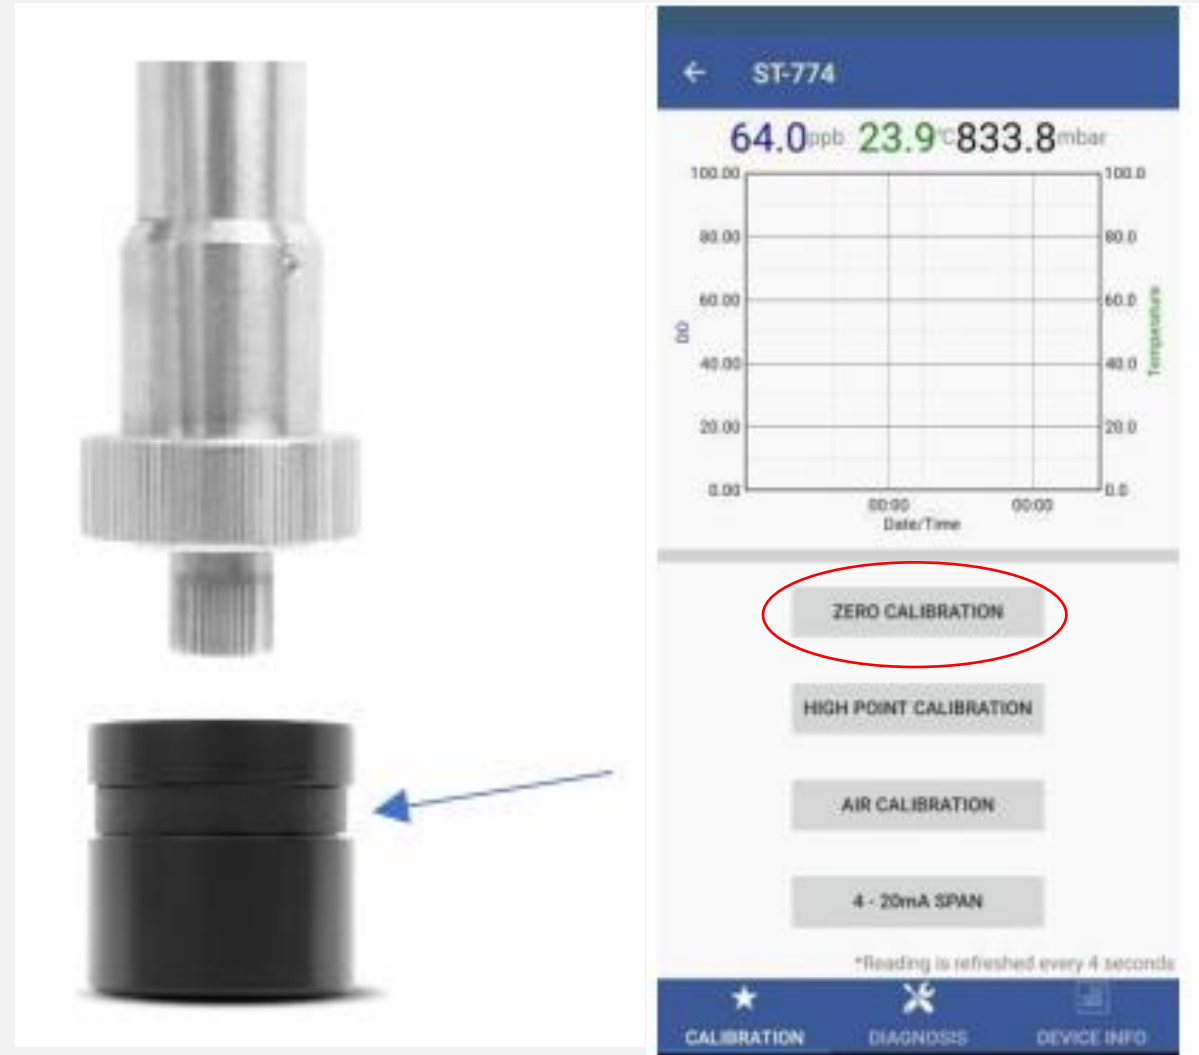 ST-774
64.0ppb 23.9°C 833.8mbar
100.00 100.0
80.00 80.0
60.00 60.0
40.00 40.0
20.00 20.0
0.00 0.0
DO
Temperature
00:00 00:00
Date/Time
ZERO CALIBRATION
HIGH POINT CALIBRATION
AIR CALIBRATION
4 - 20mA SPAN
*Reading is refreshed every 4 seconds
CALIBRATION DIAGNOSIS DEVICE INFO